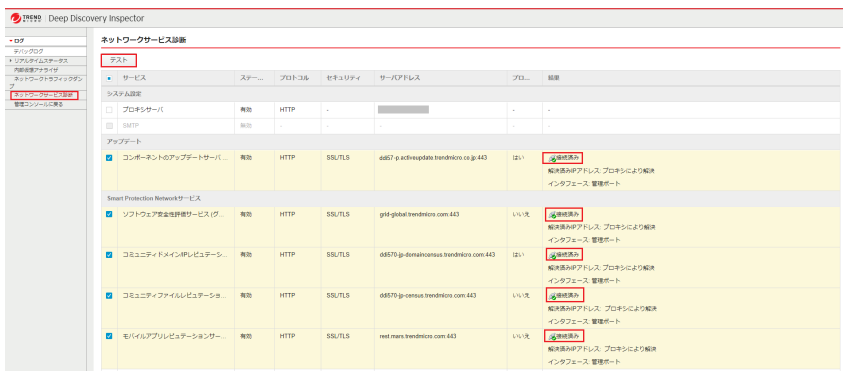 TREND MICRO Deep Discovery Inspector
ログ
デバッグログ
リアルタイムステータス
内部仮想アナライザ
ネットワークトラフィックダンプ
ネットワークサービス診断
管理コンソールに戻る
ネットワークサービス診断
テスト
サービス ステー... プロトコル セキュリティ サーバアドレス プロ... 結果
システム設定
プロキシサーバ 有効 HTTP - - -
SMTP 無効 - - - -
アップデート
コンポーネントのアップデートサーバ ... 有効 HTTP SSL/TLS ddi57-p.activeupdate.trendmicro.co.jp:443 はい 接続済み
解決済みIPアドレス: プロキシにより解決
インタフェース: 管理ポート
Smart Protection Networkサービス
ソフトウェア安全性評価サービス (グ... 有効 HTTP SSL/TLS grid-global.trendmicro.com:443 いいえ 接続済み
解決済みIPアドレス: プロキシにより解決
インタフェース: 管理ポート
コミュニティドメイン/IPレピュテーシ... 有効 HTTP SSL/TLS ddi570-jp-domaincensus.trendmicro.com:443 はい 接続済み
解決済みIPアドレス: プロキシにより解決
インタフェース: 管理ポート
コミュニティファイルレピュテーショ... 有効 HTTP SSL/TLS ddi570-jp-census.trendmicro.com:443 いいえ 接続済み
解決済みIPアドレス: プロキシにより解決
インタフェース: 管理ポート
モバイルアプリレピュテーションサー... 有効 HTTP SSL/TLS rest.mars.trendmicro.com:443 いいえ 接続済み
解決済みIPアドレス: プロキシにより解決
インタフェース: 管理ポート